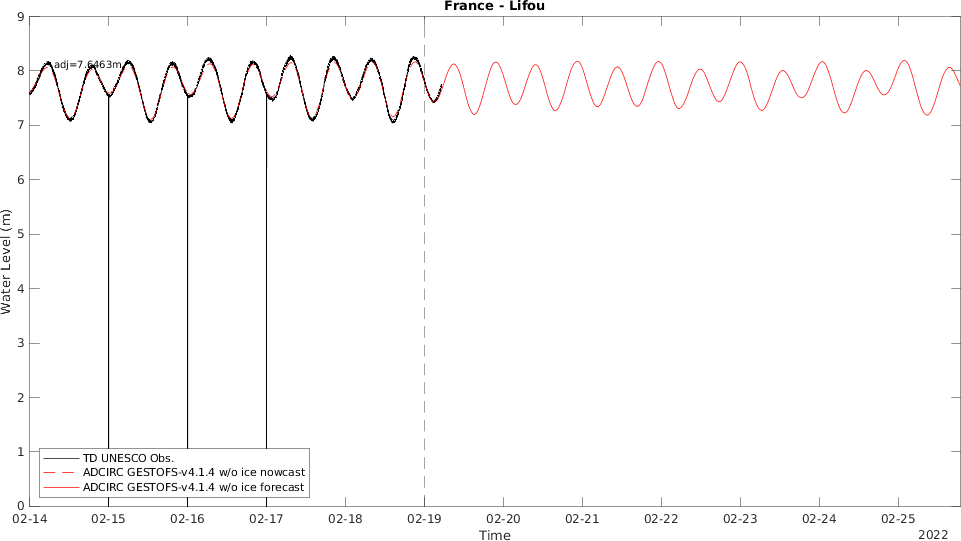 France - Lifou
9
8
7
6
5
4
3
2
1
0
Water Level (m)
adj=7.6463m
TD UNESCO Obs.
ADCIRC GESTOFS-v4.1.4 w/o ice nowcast
ADCIRC GESTOFS-v4.1.4 w/o ice forecast
02-14 02-15 02-16 02-17 02-18 02-19 02-20 02-21 02-22 02-23 02-24 02-25
Time
2022